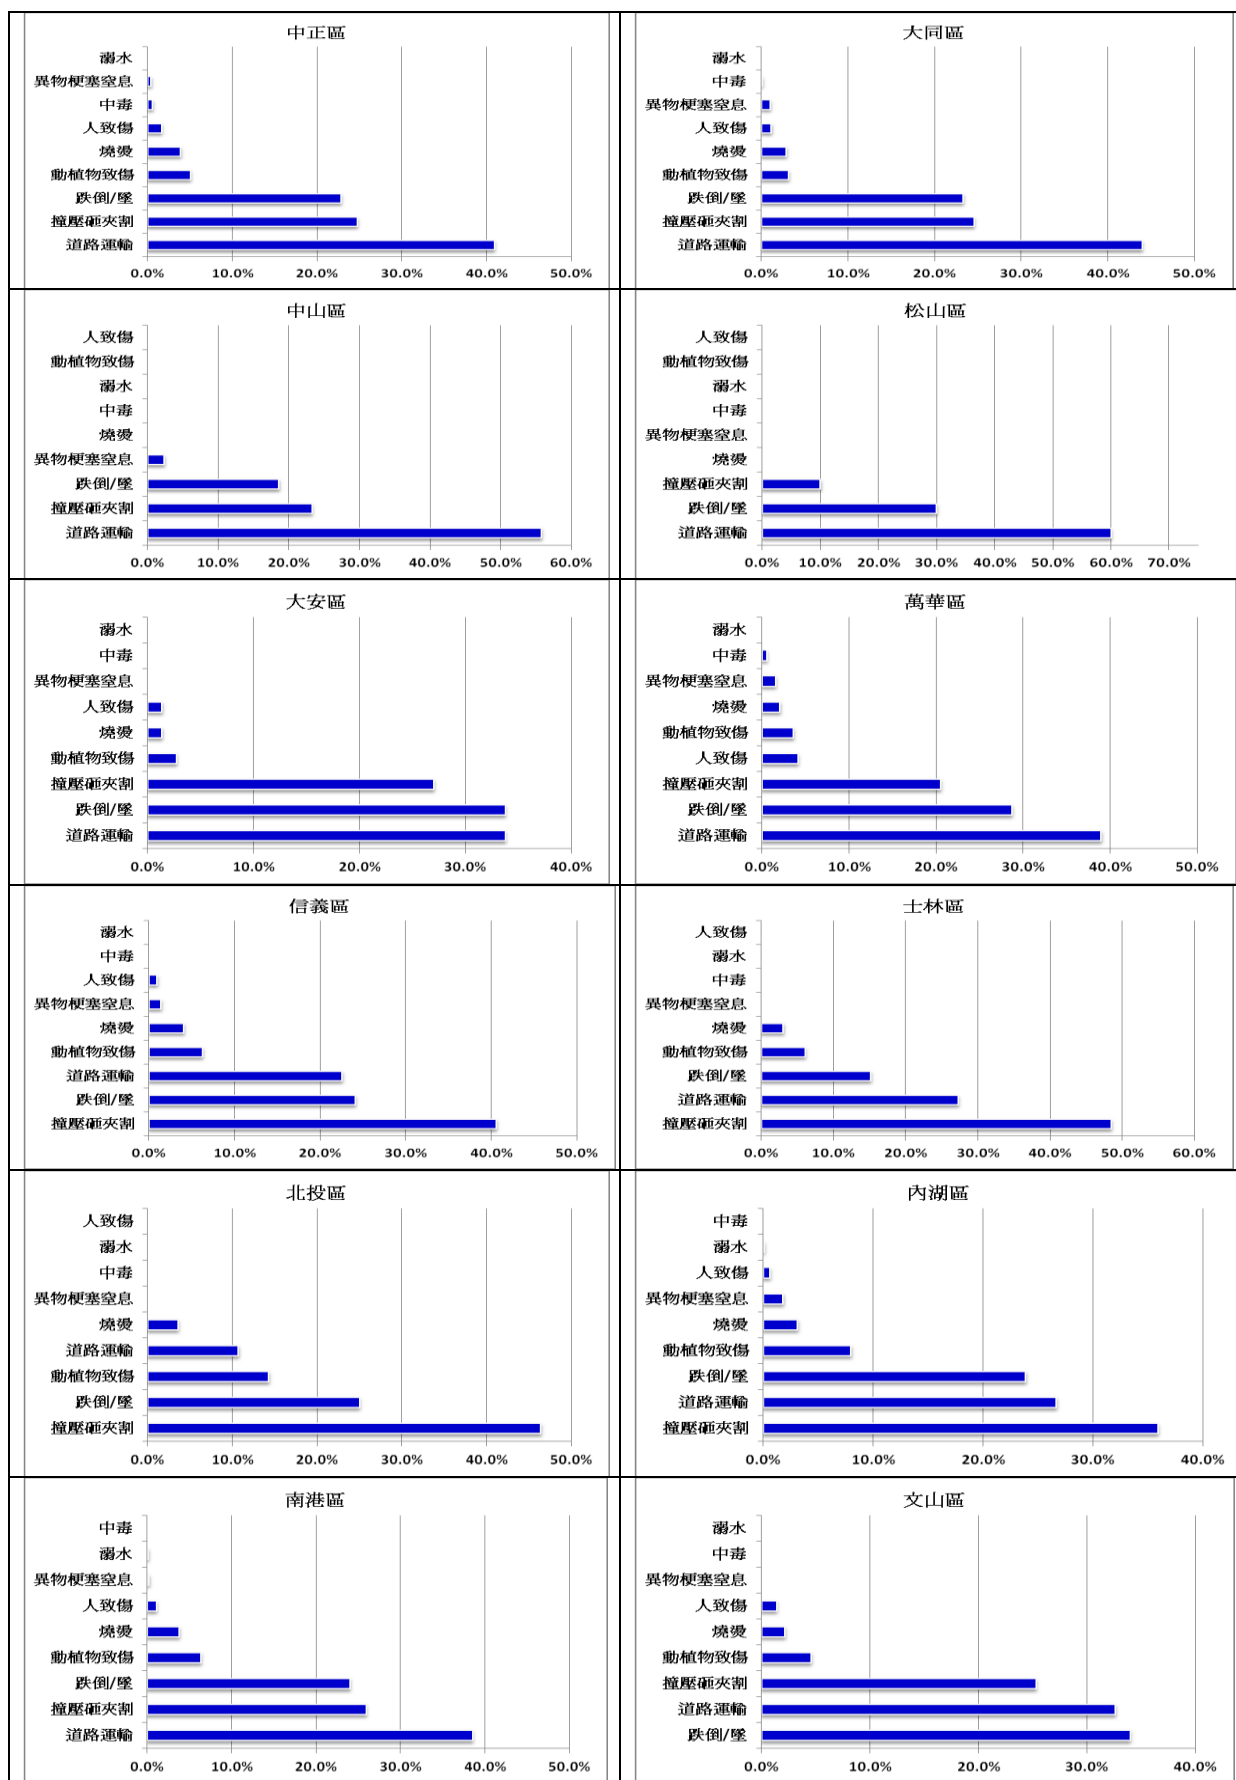 中正區
溺水
異物梗塞窒息
中毒
人致傷
燒燙
動植物致傷
跌倒/墜
撞壓砸夾割
道路運輸
0.0% 10.0% 20.0% 30.0% 40.0% 50.0%
大同區
溺水
中毒
異物梗塞窒息
人致傷
燒燙
動植物致傷
跌倒/墜
撞壓砸夾割
道路運輸
0.0% 10.0% 20.0% 30.0% 40.0% 50.0%
中山區
人致傷
動植物致傷
溺水
中毒
燒燙
異物梗塞窒息
跌倒/墜
撞壓砸夾割
道路運輸
0.0% 10.0% 20.0% 30.0% 40.0% 50.0% 60.0%
松山區
人致傷
動植物致傷
溺水
中毒
異物梗塞窒息
燒燙
撞壓砸夾割
跌倒/墜
道路運輸
0.0% 10.0% 20.0% 30.0% 40.0% 50.0% 60.0% 70.0%
大安區
溺水
中毒
異物梗塞窒息
人致傷
燒燙
動植物致傷
撞壓砸夾割
跌倒/墜
道路運輸
0.0% 10.0% 20.0% 30.0% 40.0%
萬華區
溺水
中毒
異物梗塞窒息
燒燙
動植物致傷
人致傷
撞壓砸夾割
跌倒/墜
道路運輸
0.0% 10.0% 20.0% 30.0% 40.0% 50.0%
信義區
溺水
中毒
人致傷
異物梗塞窒息
燒燙
動植物致傷
道路運輸
跌倒/墜
撞壓砸夾割
0.0% 10.0% 20.0% 30.0% 40.0% 50.0%
士林區
人致傷
溺水
中毒
異物梗塞窒息
燒燙
動植物致傷
跌倒/墜
道路運輸
撞壓砸夾割
0.0% 10.0% 20.0% 30.0% 40.0% 50.0% 60.0%
北投區
人致傷
溺水
中毒
異物梗塞窒息
燒燙
道路運輸
動植物致傷
跌倒/墜
撞壓砸夾割
0.0% 10.0% 20.0% 30.0% 40.0% 50.0%
內湖區
中毒
溺水
人致傷
異物梗塞窒息
燒燙
動植物致傷
跌倒/墜
道路運輸
撞壓砸夾割
0.0% 10.0% 20.0% 30.0% 40.0%
南港區
中毒
溺水
異物梗塞窒息
人致傷
燒燙
動植物致傷
跌倒/墜
撞壓砸夾割
道路運輸
0.0% 10.0% 20.0% 30.0% 40.0% 50.0%
文山區
溺水
中毒
異物梗塞窒息
人致傷
燒燙
動植物致傷
撞壓砸夾割
道路運輸
跌倒/墜
0.0% 10.0% 20.0% 30.0% 40.0%